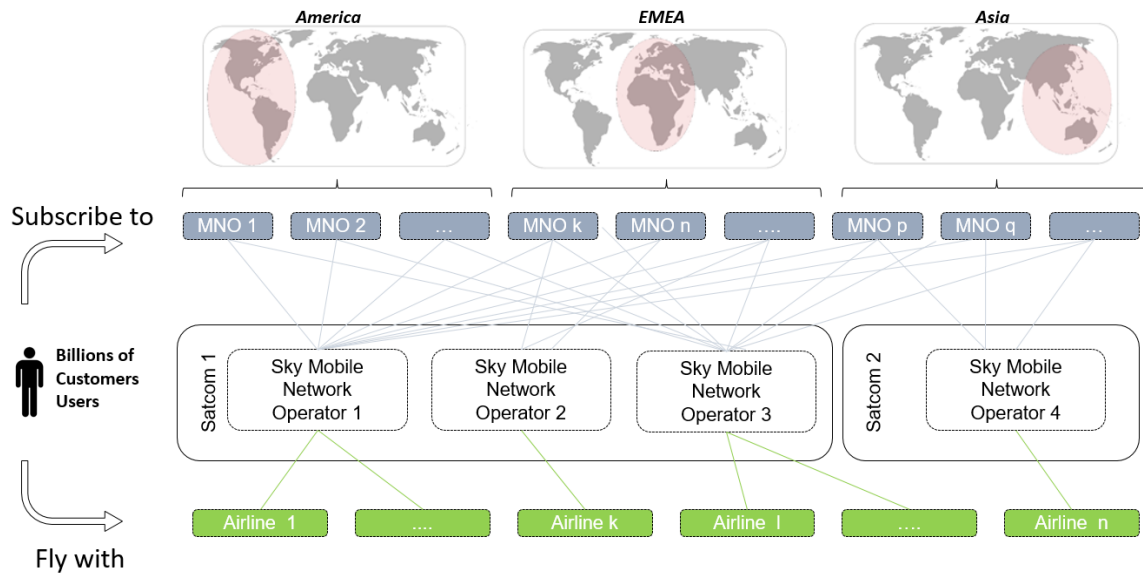 America
EMEA
Asia
Subscribe to
MNO 1
MNO 2
…
MNO k
MNO n
….
MNO p
MNO q
…
Billions of
Customers
Users
Satcom 1
Sky Mobile
Network
Operator 1
Sky Mobile
Network
Operator 2
Sky Mobile
Network
Operator 3
Satcom 2
Sky Mobile
Network
Operator 4
Airline 1
....
Airline k
Airline l
….
Airline n
Fly with